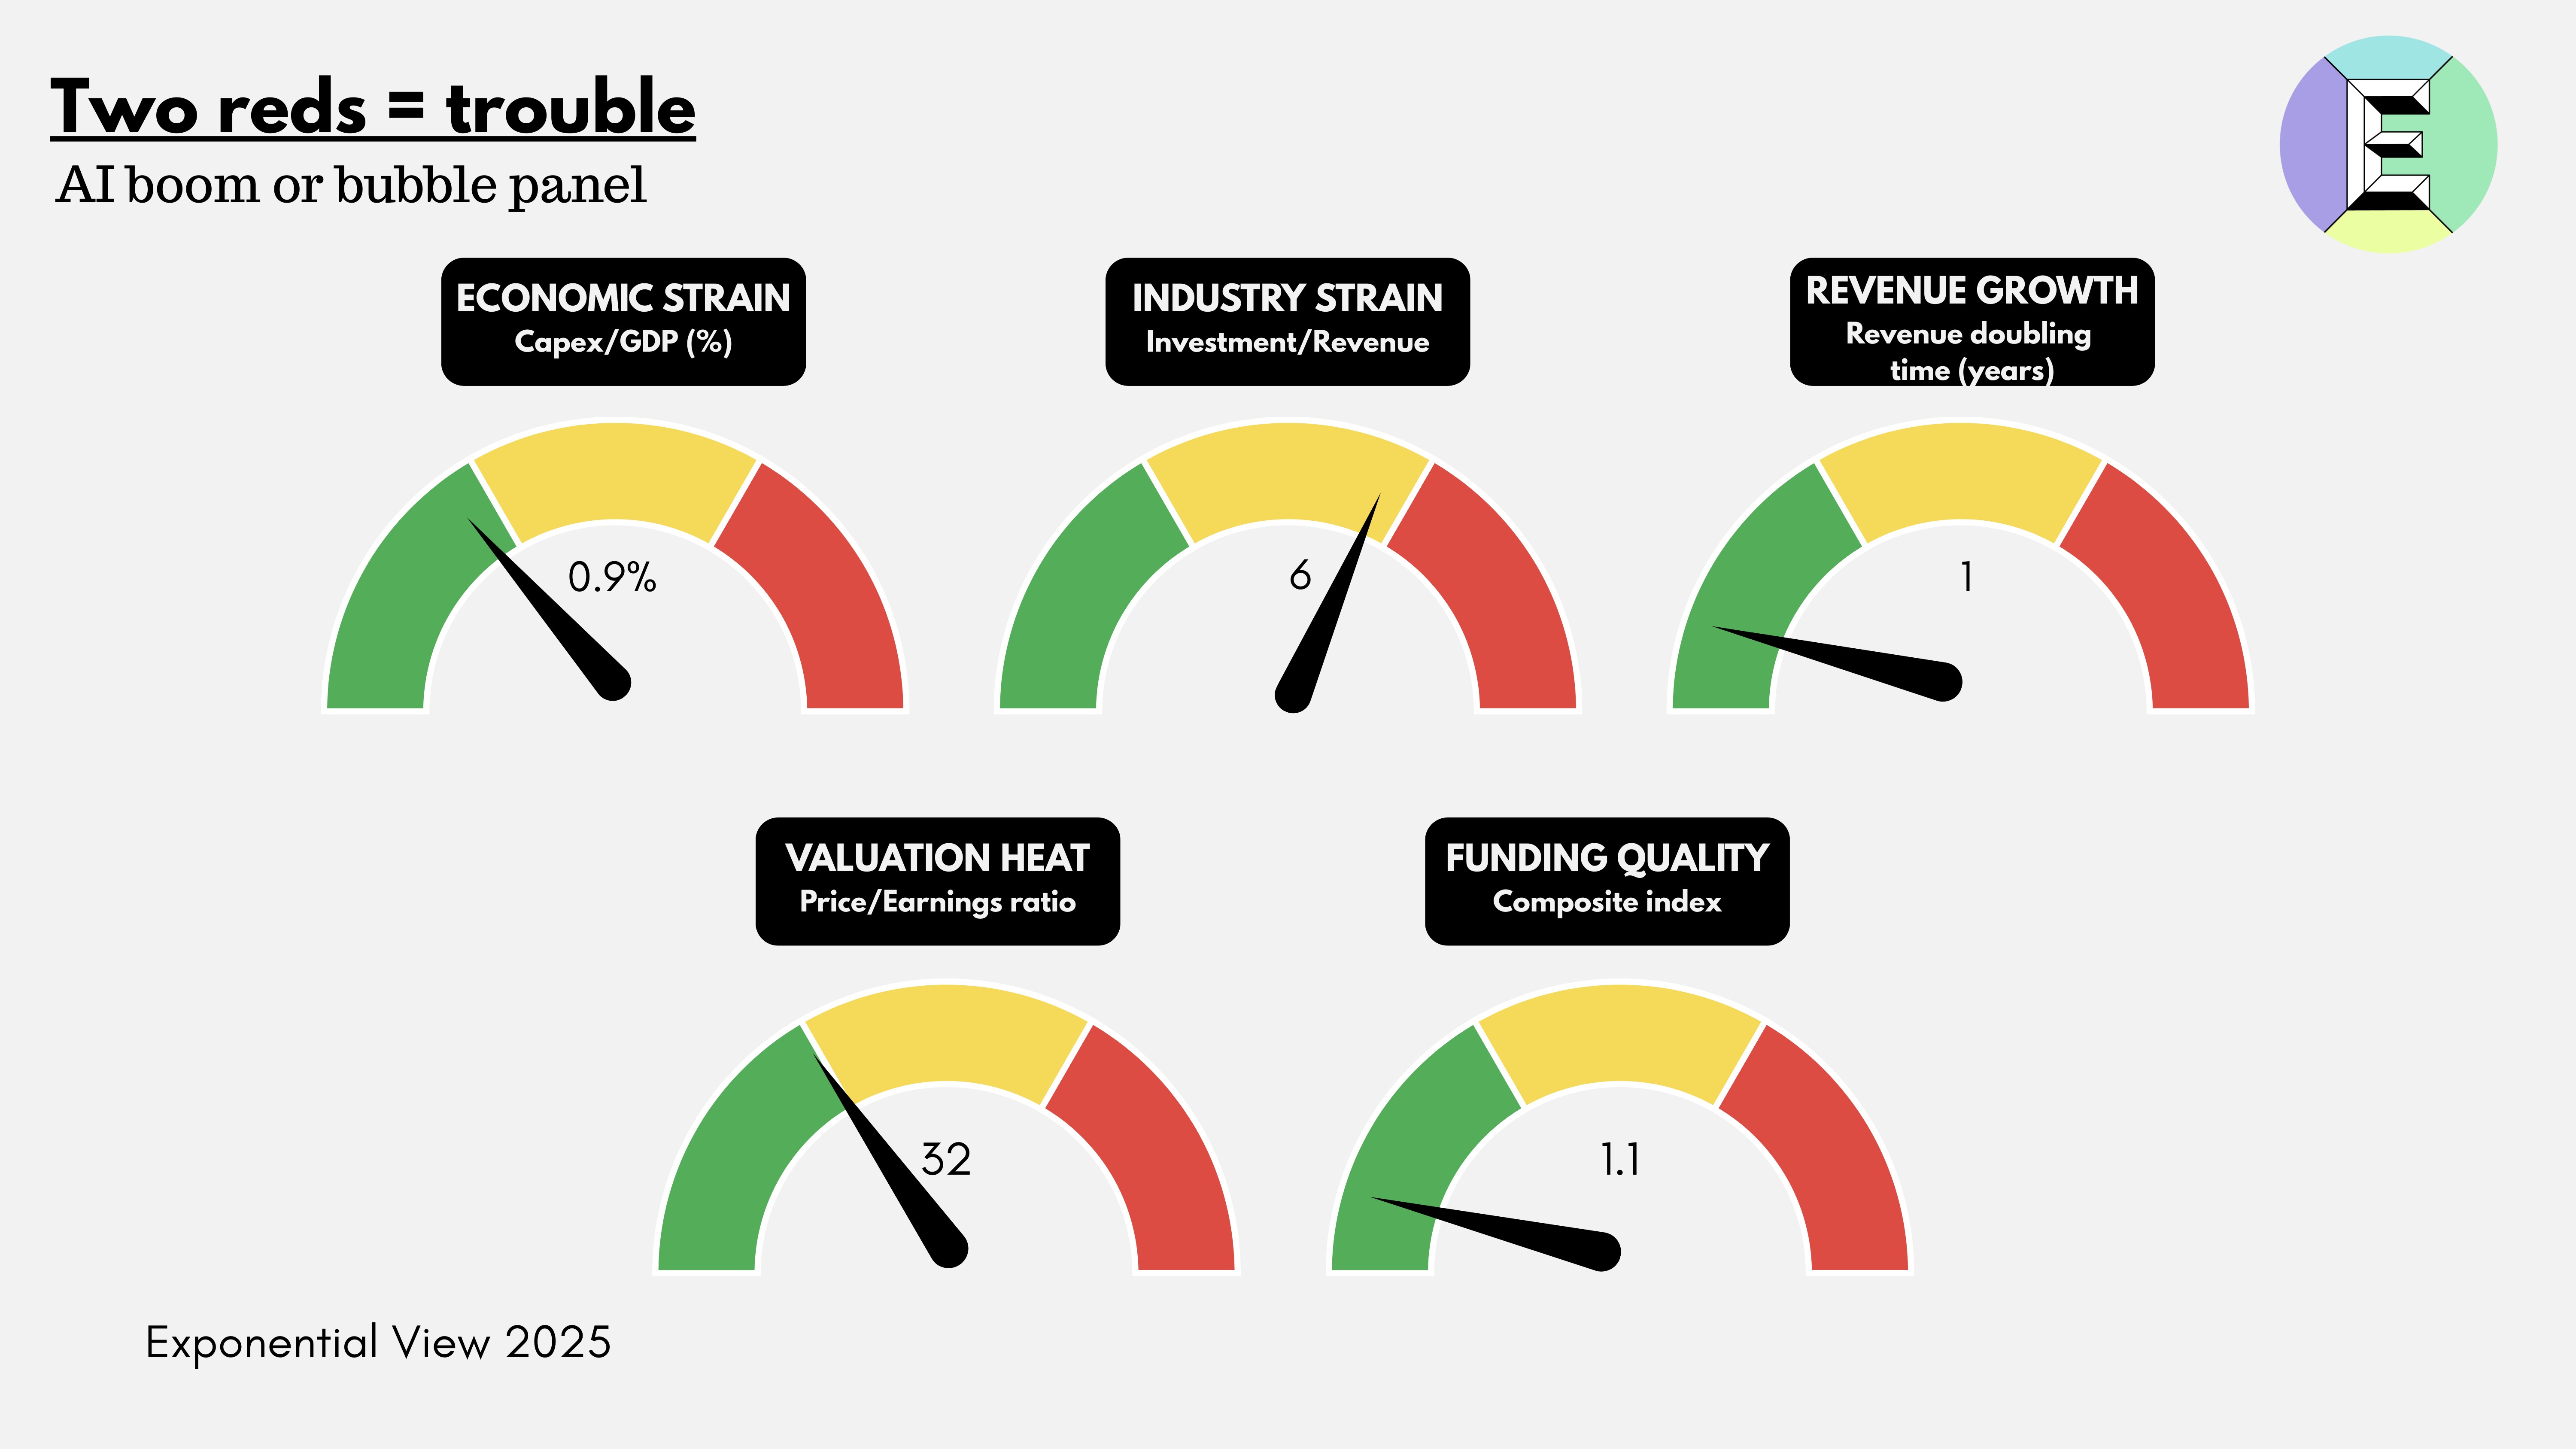 Two reds = trouble
AI boom or bubble panel
E
ECONOMIC STRAIN
Capex/GDP (%)
0.9%
INDUSTRY STRAIN
Investment/Revenue
6
REVENUE GROWTH
Revenue doubling
time (years)
1
VALUATION HEAT
Price/Earnings ratio
32
FUNDING QUALITY
Composite index
1.1
Exponential View 2025